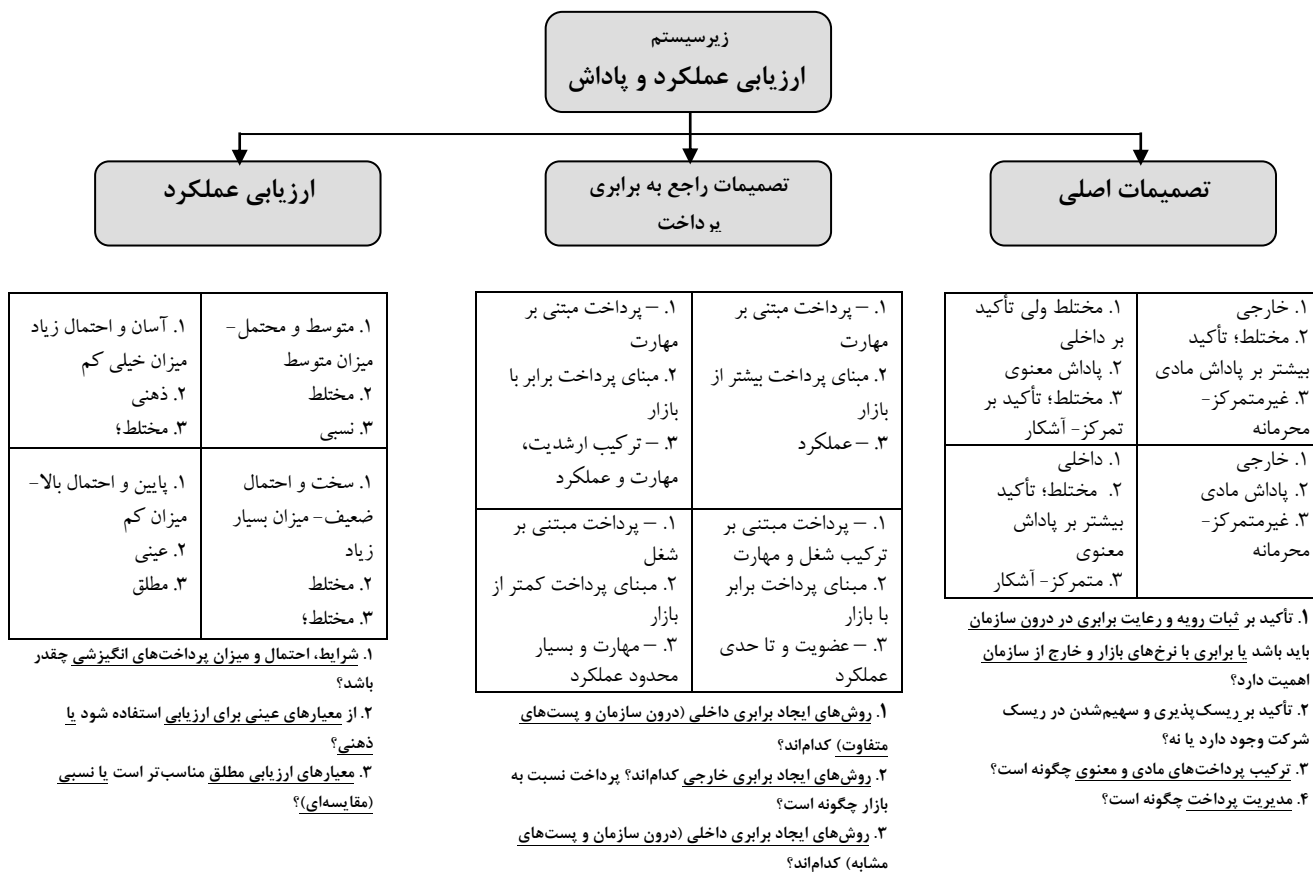 زیرسیستم
ارزیابی عملکرد و پاداش
تصمیمات اصلی
تصمیمات راجع به برابری
پرداخت
ارزیابی عملکرد
۱. خارجی
۲. مختلط؛ تأکید
بیشتر بر پاداش مادی
۳. غیرمتمرکز-
محرمانه
۱. مختلط ولی تأکید
بر داخلی
۲. پاداش معنوی
۳. مختلط؛ تأکید بر
تمرکز- آشکار
۱. خارجی
۲. پاداش مادی
۳. غیرمتمرکز-
محرمانه
۱. داخلی
۲. مختلط؛ تأکید
بیشتر بر پاداش
معنوی
۳. متمرکز- آشکار
۱. تأکید بر ثبات رویه و رعایت برابری در درون سازمان
باید باشد یا برابری با نرخ‌های بازار و خارج از سازمان
اهمیت دارد؟
۲. تأکید بر ریسک‌پذیری و سهیم‌شدن در ریسک
شرکت وجود دارد یا نه؟
۳. ترکیب پرداخت‌های مادی و معنوی چگونه است؟
۴. مدیریت پرداخت چگونه است؟
۱. – پرداخت مبتنی بر
مهارت
۲. مبنای پرداخت بیشتر از
بازار
۳. – عملکرد
۱. – پرداخت مبتنی بر
مهارت
۲. مبنای پرداخت برابر با
بازار
۳. – ترکیب ارشدیت،
مهارت و عملکرد
۱. – پرداخت مبتنی بر
ترکیب شغل و مهارت
۲. مبنای پرداخت برابر
با بازار
۳. – عضویت و تا حدی
عملکرد
۱. – پرداخت مبتنی بر
شغل
۲. مبنای پرداخت کمتر از
بازار
۳. – مهارت و بسیار
محدود عملکرد
۱. روش‌های ایجاد برابری داخلی (درون سازمان و پست‌های
متفاوت) کدام‌اند؟
۲. روش‌های ایجاد برابری خارجی کدام‌اند؟ پرداخت نسبت به
بازار چگونه است؟
۳. روش‌های ایجاد برابری داخلی (درون سازمان و پست‌های
مشابه) کدام‌اند؟
۱. متوسط و محتمل-
میزان متوسط
۲. مختلط
۳. نسبی
۱. آسان و احتمال زیاد
میزان خیلی کم
۲. ذهنی
۳. مختلط؛
۱. سخت و احتمال
ضعیف- میزان بسیار
زیاد
۲. مختلط
۳. مختلط؛
۱. پایین و احتمال بالا-
میزان کم
۲. عینی
۳. مطلق
۱. شرایط، احتمال و میزان پرداخت‌های انگیزشی چقدر
باشد؟
۲. از معیارهای عینی برای ارزیابی استفاده شود یا
ذهنی؟
۳. معیارهای ارزیابی مطلق مناسب‌تر است یا نسبی
(مقایسه‌ای)؟